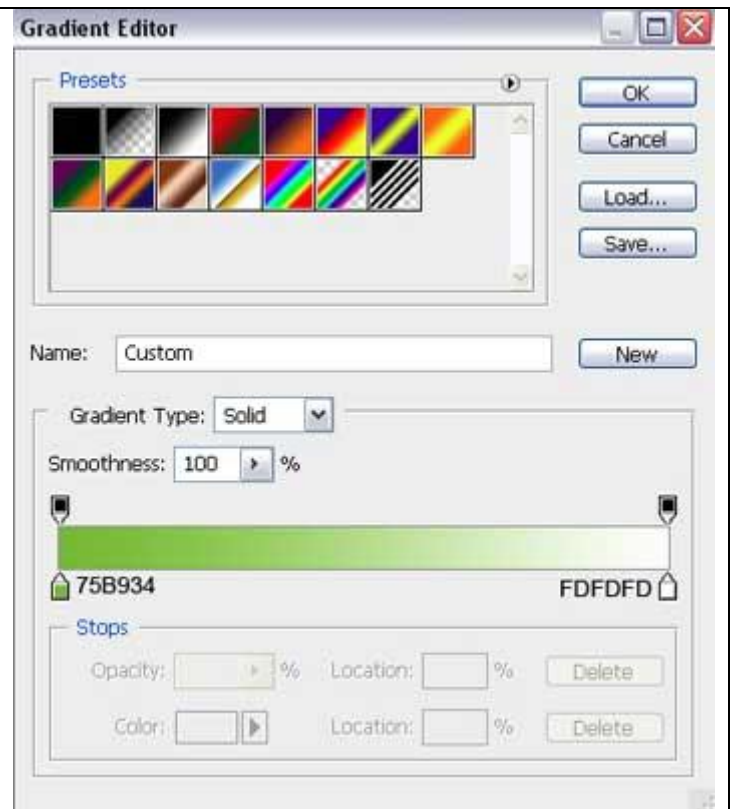 Gradient Editor
Presets
OK
Cancel
Load...
Save...
Name: Custom
New
Gradient Type: Solid
Smoothness: 100 %
75B934 FDFDFD
Stops
Opacity: % Location: % Delete
Color: Location: % Delete